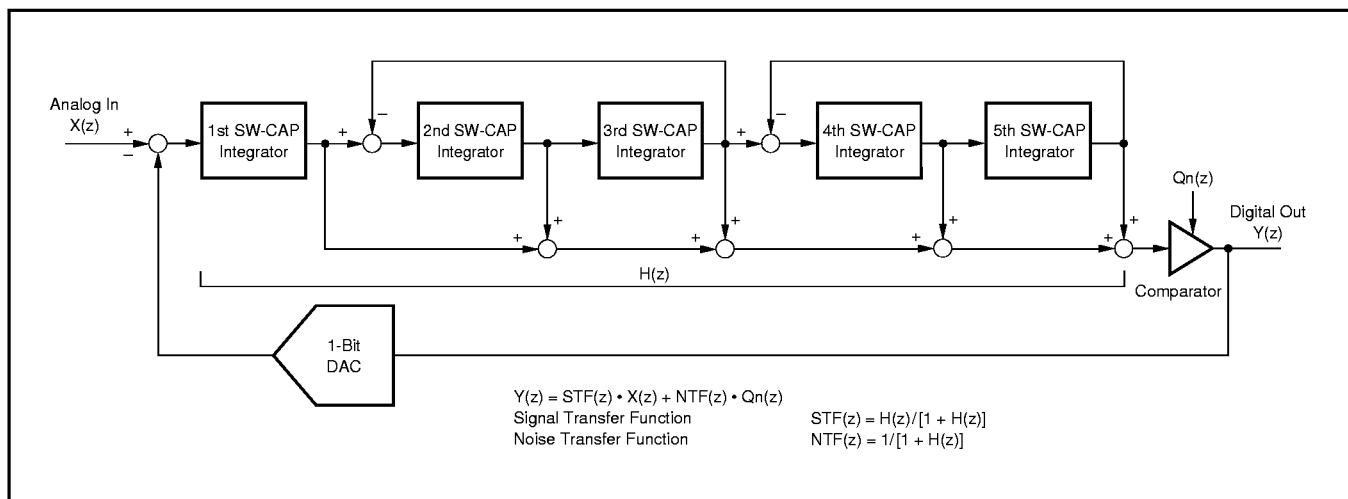 Analog In
X(z)
+
−
1st SW-CAP
Integrator
+
−
2nd SW-CAP
Integrator
3rd SW-CAP
Integrator
+
−
4th SW-CAP
Integrator
5th SW-CAP
Integrator
Qn(z)
Digital Out
Y(z)
+
+
+
+
+
+
+
+
H(z)
Comparator
1-Bit
DAC
Y(z) = STF(z) • X(z) + NTF(z) • Qn(z)
Signal Transfer Function STF(z) = H(z)/[1 + H(z)]
Noise Transfer Function NTF(z) = 1/[1 + H(z)]